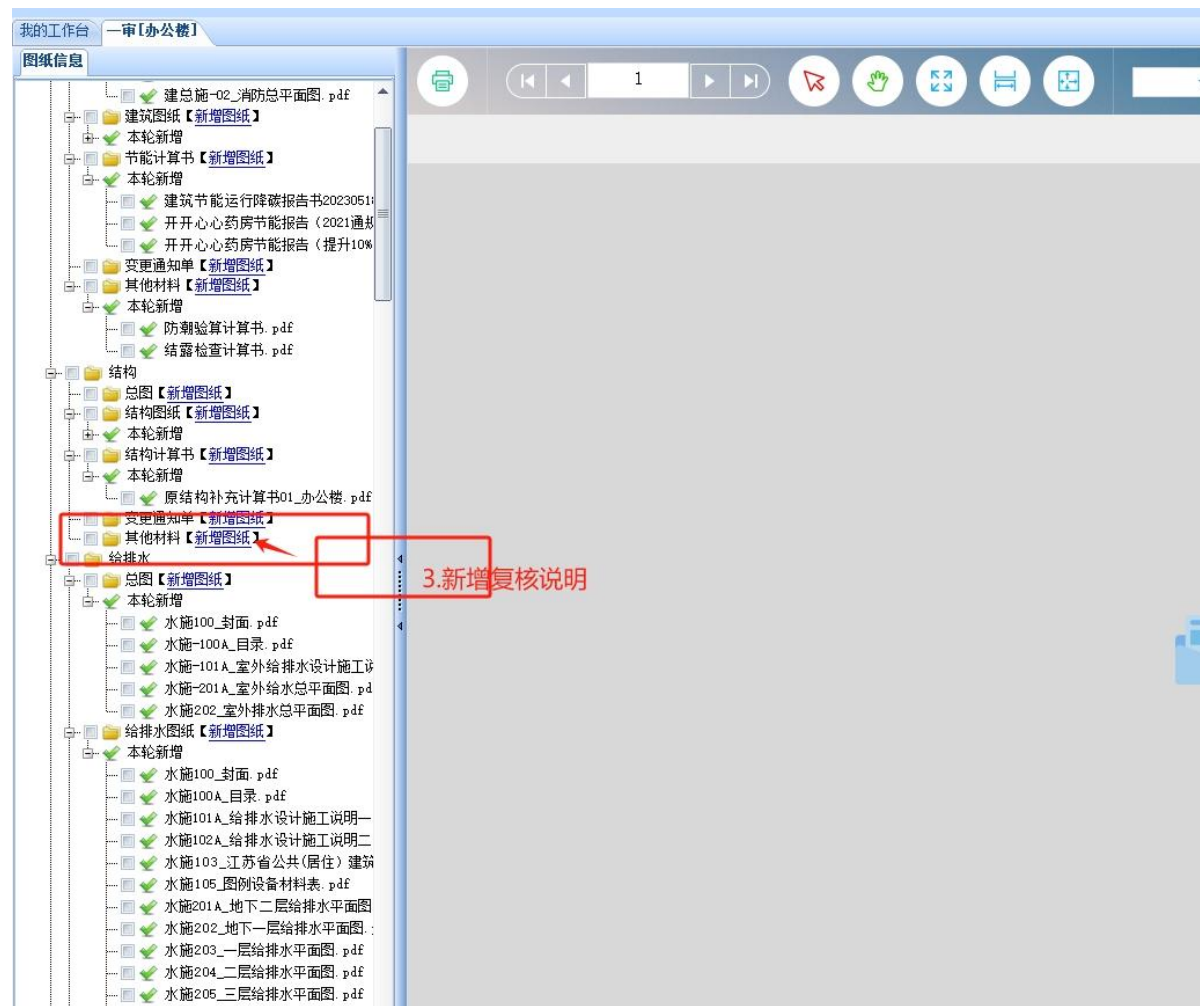 我的工作台 一审[办公楼]
图纸信息
1
建总施-02_消防总平面图.pdf
建筑图纸【新增图纸】
本轮新增
节能计算书【新增图纸】
本轮新增
建筑节能运行降碳报告书2023051
开开心心药房节能报告（2021通规
开开心心药房节能报告（提升10%
变更通知单【新增图纸】
其他材料【新增图纸】
本轮新增
防潮验算计算书.pdf
结露检查计算书.pdf
结构
总图【新增图纸】
结构图纸【新增图纸】
本轮新增
结构计算书【新增图纸】
本轮新增
原结构补充计算书01_办公楼.pdf
变更通知单【新增图纸】
其他材料【新增图纸】
给排水
3.新增复核说明
总图【新增图纸】
本轮新增
水施100_封面.pdf
水施-100A_目录.pdf
水施-101A_室外给排水设计施工说
水施-201A_室外给水总平面图.pd
水施202_室外排水总平面图.pdf
给排水图纸【新增图纸】
本轮新增
水施100_封面.pdf
水施100A_目录.pdf
水施101A_给排水设计施工说明一
水施102A_给排水设计施工说明二
水施103_江苏省公共(居住）建筑
水施105_图例设备材料表.pdf
水施201A_地下二层给排水平面图
水施202_地下一层给排水平面图.
水施203_一层给排水平面图.pdf
水施204_二层给排水平面图.pdf
水施205_三层给排水平面图.pdf